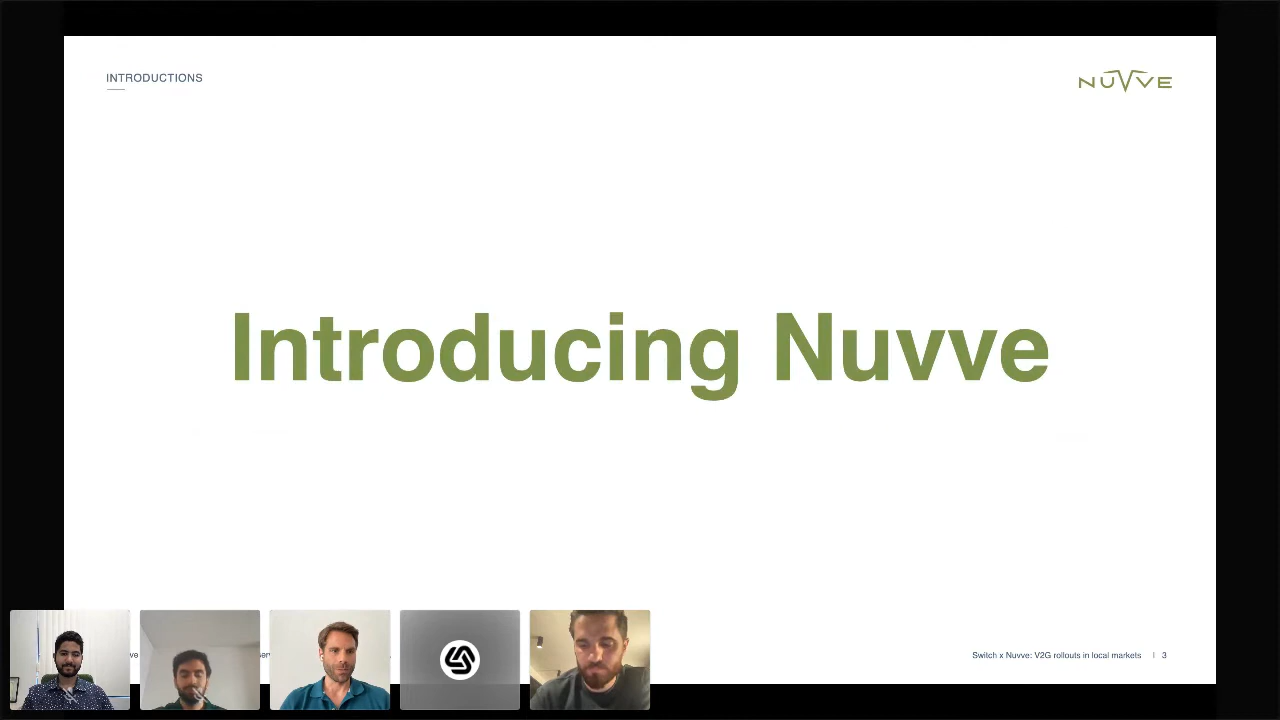 INTRODUCTIONS
NUVVE
Introducing Nuvve
Switch x Nuvve: V2G rollouts in local markets | 3